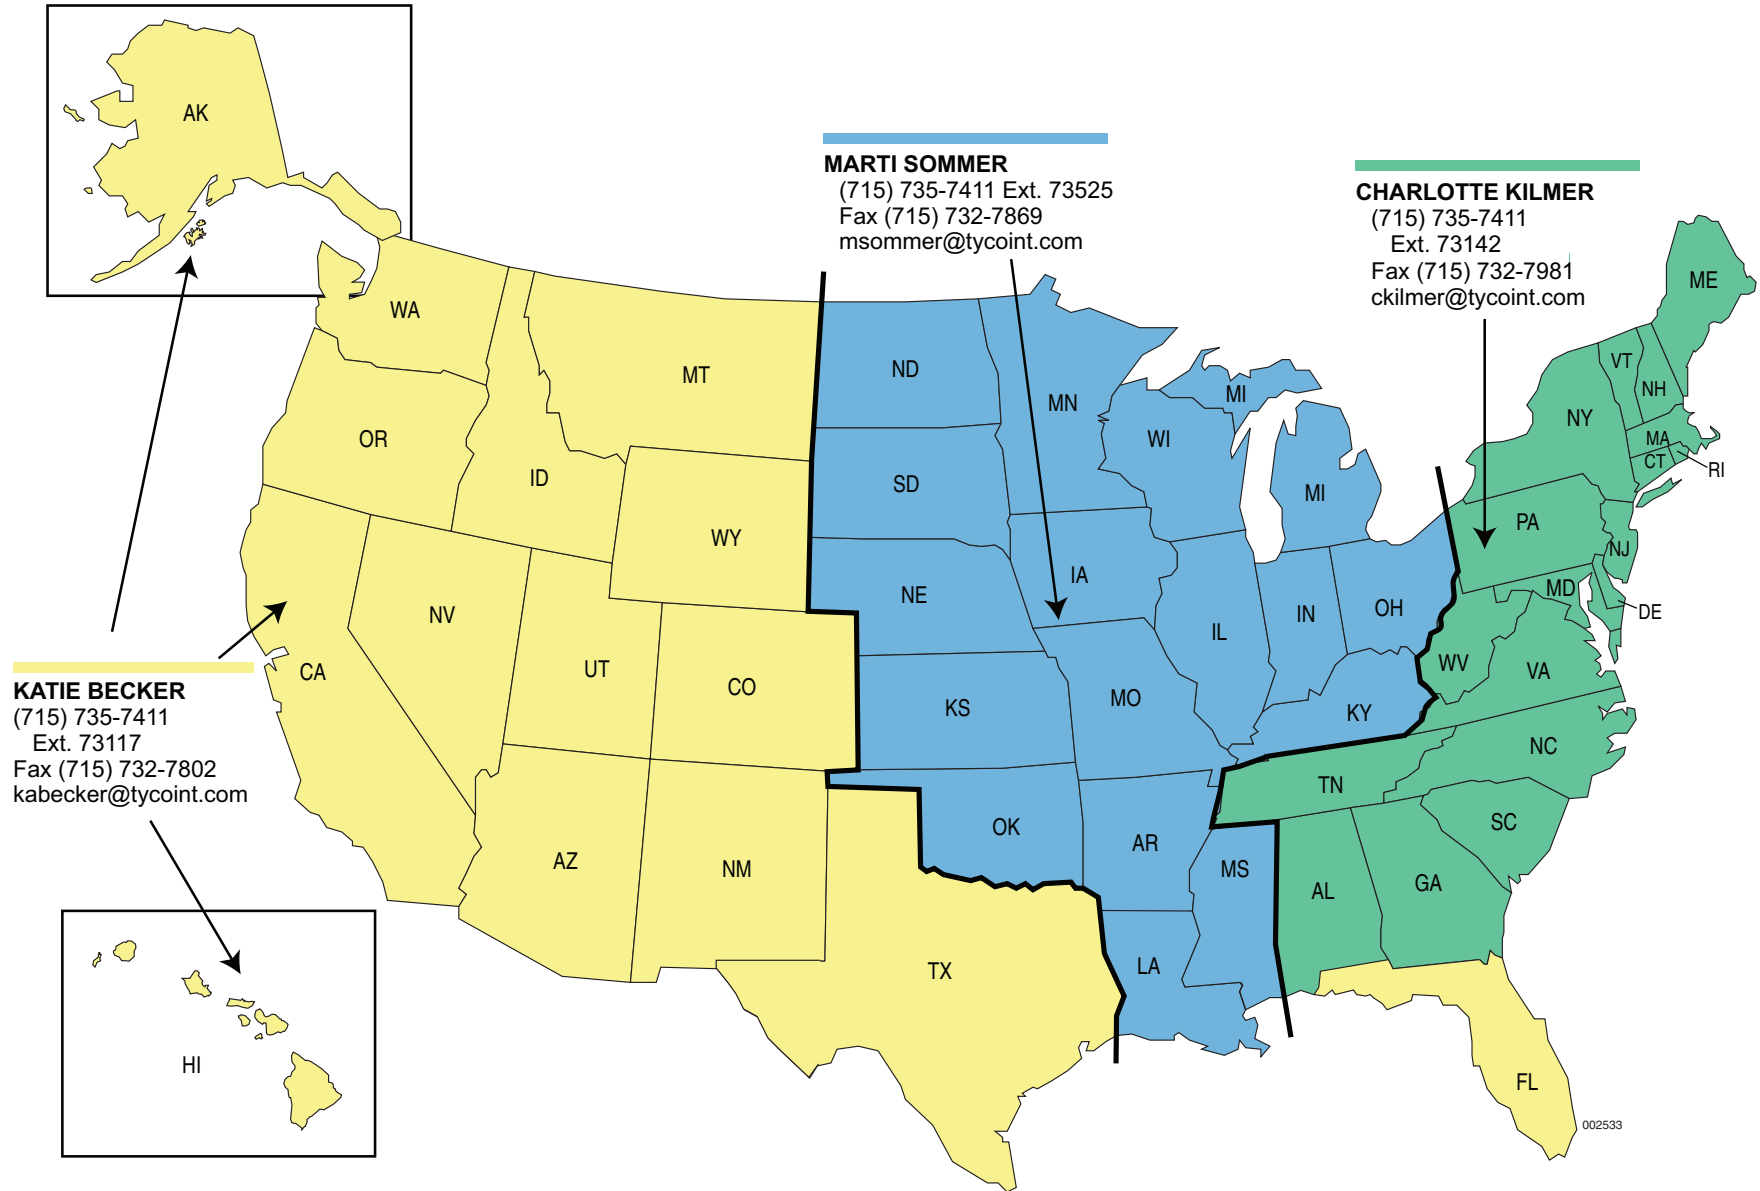 AK
MARTI SOMMER
(715) 735-7411 Ext. 73525
Fax (715) 732-7869
msommer@tycoint.com
CHARLOTTE KILMER
(715) 735-7411
Ext. 73142
Fax (715) 732-7981
ckilmer@tycoint.com
KATIE BECKER
(715) 735-7411
Ext. 73117
Fax (715) 732-7802
kabecker@tycoint.com
WA
MT
OR
ID
WY
NV
UT
CO
CA
AZ
NM
TX
HI
ND
MN
SD
WI
MI
MI
NE
IA
IL
IN
OH
KS
MO
KY
OK
AR
MS
LA
ME
VT
NH
NY
MA
CT
RI
PA
NJ
MD
DE
WV
VA
NC
TN
SC
AL
GA
FL
002533